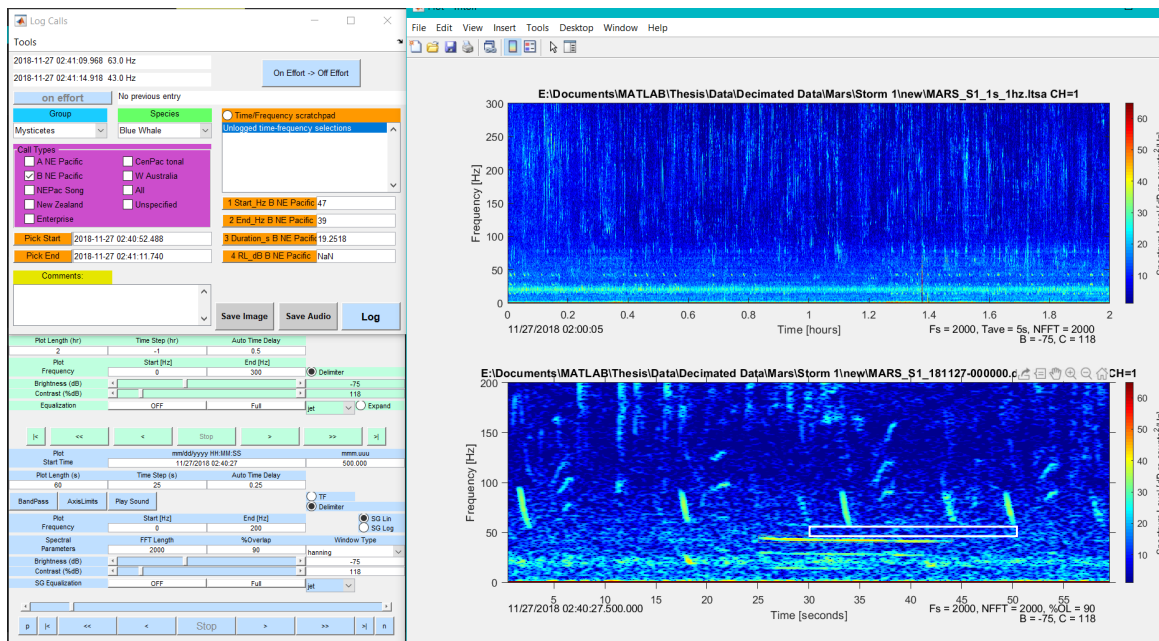 Log Calls
Tools
2018-11-27 02:41:09.968 63.0 Hz
2018-11-27 02:41:14.918 43.0 Hz
On Effort -> Off Effort
on effort No previous entry
Group Species
Mysticetes Blue Whale
Time/Frequency scratchpad
Unlogged time-frequency selections
Call Types
A NE Pacific CenPac tonal
B NE Pacific W Australia
NEPac Song All
New Zealand Unspecified
Enterprise
1 Start_Hz B NE Pacific 47
2 End_Hz B NE Pacific 39
3 Duration_s B NE Pacific 19.2518
4 RL_dB B NE Pacific NaN
Pick Start 2018-11-27 02:40:52.488
Pick End 2018-11-27 02:41:11.740
Comments:
Save Image Save Audio Log
Plot Length (hr) Time Step (hr) Auto Time Delay
2 -1 0.5
Plot Start [Hz] End [Hz]
Frequency 0 300 Delimiter
Brightness (dB) -75
Contrast (%dB) 118
Equalization OFF Full jet Expand
|< << < Stop > >> >|
Plot mm/dd/yyyy HH:MM:SS mmm.uuu
Start Time 11/27/2018 02:40:27 500.000
Plot Length (s) Time Step (s) Auto Time Delay
60 25 0.25
BandPass AxisLimits Play Sound TF
Delimiter
Plot Start [Hz] End [Hz] SG Lin
Frequency 0 200 SG Log
Spectral FFT Length %Overlap Window Type
Parameters 2000 90 hanning
Brightness (dB) -75
Contrast (%dB) 118
SG Equalization OFF Full jet
p |< << < Stop > >> >| n
File Edit View Insert Tools Desktop Window Help
E:\Documents\MATLAB\Thesis\Data\Decimated Data\Mars\Storm 1\new\MARS_S1_1s_1hz.ltsa CH=1
300
250
200
150
100
50
0
Frequency [Hz]
0 0.2 0.4 0.6 0.8 1 1.2 1.4 1.6 1.8 2
Time [hours]
11/27/2018 02:00:05
Fs = 2000, Tave = 5s, NFFT = 2000
B = -75, C = 118
60
50
40
30
20
10
E:\Documents\MATLAB\Thesis\Data\Decimated Data\Mars\Storm 1\new\MARS_S1_181127-000000. CH=1
200
150
100
50
0
Frequency [Hz]
5 10 15 20 25 30 35 40 45 50 55
Time [seconds]
11/27/2018 02:40:27.500.000
Fs = 2000, NFFT = 2000, %OL = 90
B = -75, C = 118
60
50
40
30
20
10